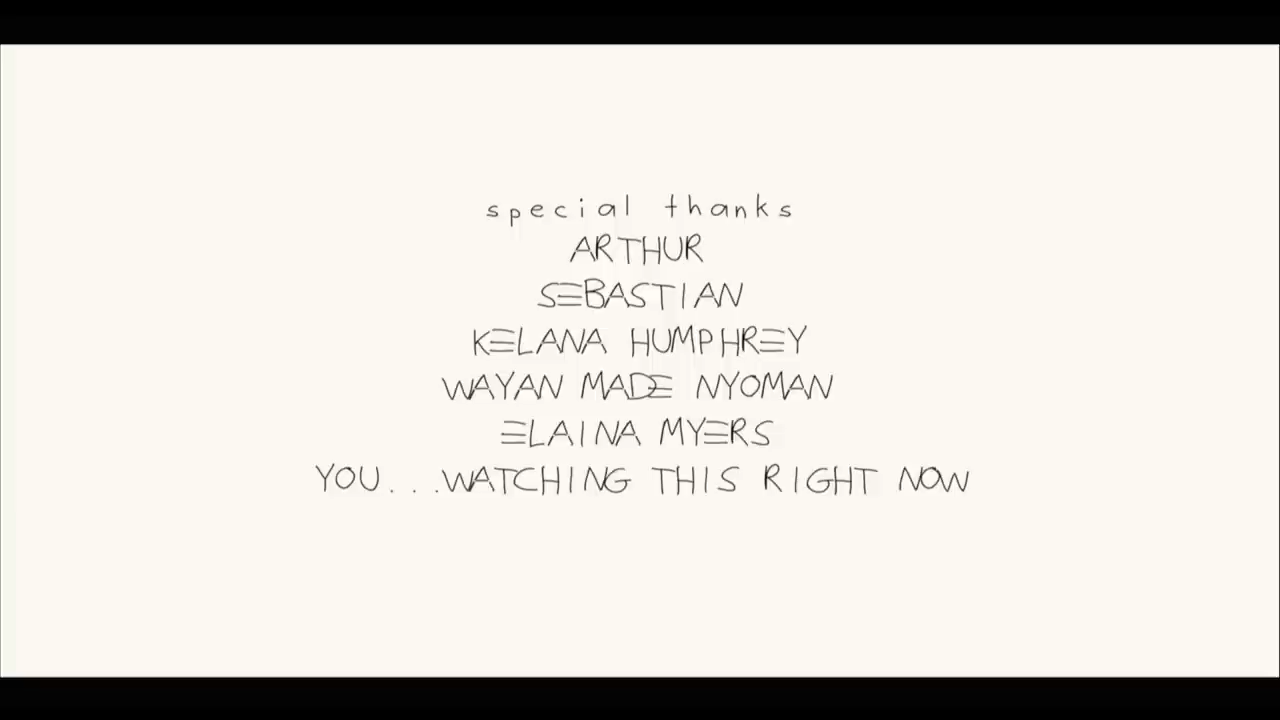 special thanks
ARTHUR
SEBASTIAN
KELANA HUMPHREY
WAYAN MADE NYOMAN
ELAINA MYERS
YOU...WATCHING THIS RIGHT NOW